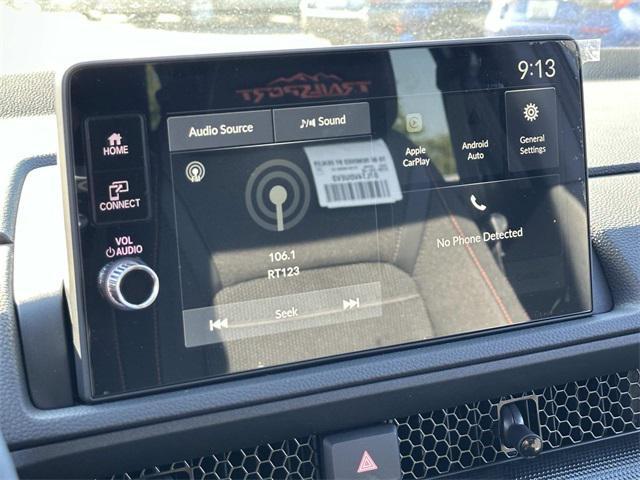 9:13
TRAILSPORT
HOME
Audio Source
Sound
Apple
CarPlay
Android
Auto
General
Settings
CONNECT
VOL
AUDIO
106.1
RT123
No Phone Detected
Seek